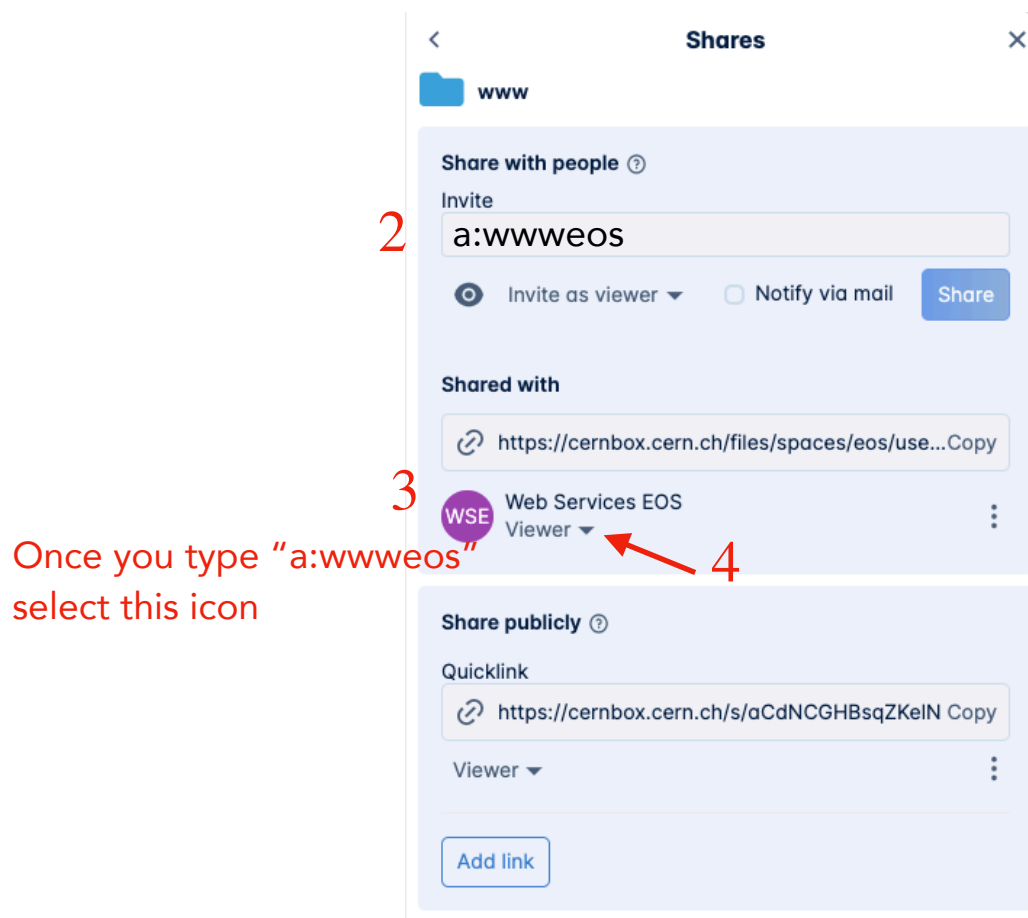 Shares
www
Share with people
Invite
2
a:wwweos
Invite as viewer
Notify via mail
Share
Shared with
https://cernbox.cern.ch/files/spaces/eos/use...Copy
3
WSE
Web Services EOS
Viewer
4
Once you type “a:wwweos”
select this icon
Share publicly
Quicklink
https://cernbox.cern.ch/s/aCdNCGHBsqZKelN Copy
Viewer
Add link